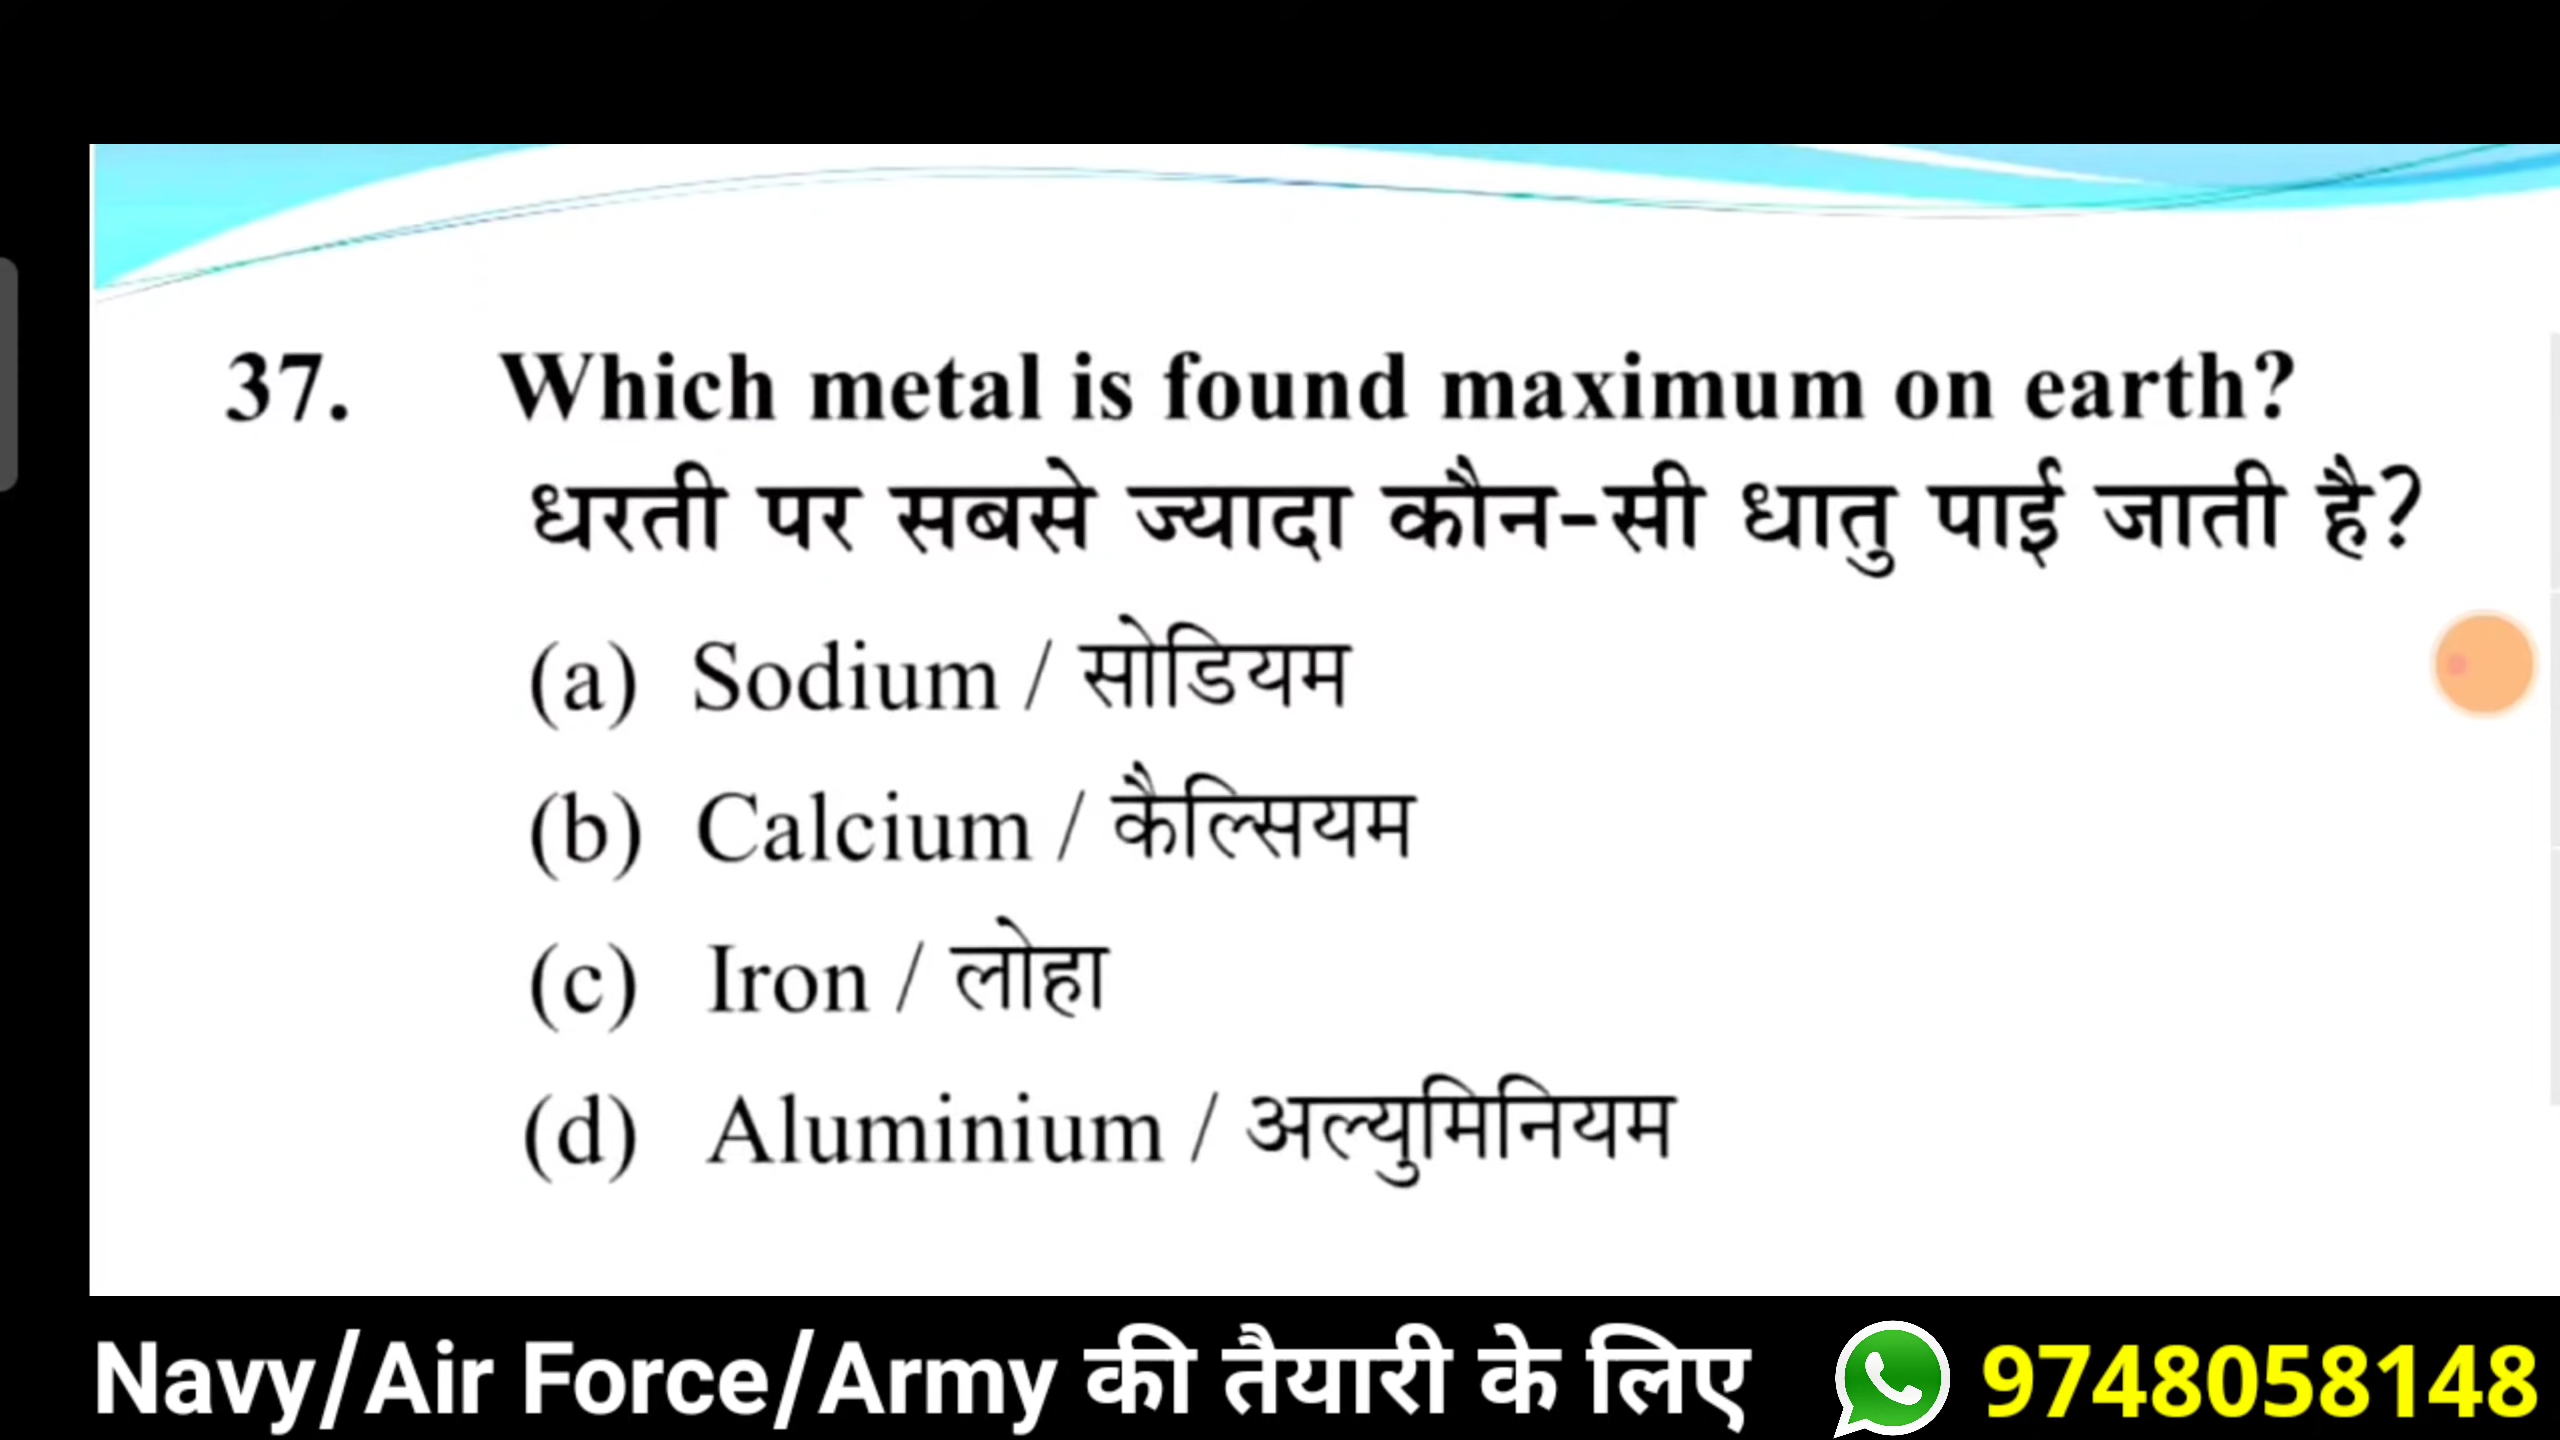 37. Which metal is found maximum on earth?
धरती पर सबसे ज्यादा कौन-सी धातु पाई जाती है?
(a) Sodium / सोडियम
(b) Calcium / कैल्सियम
(c) Iron / लोहा
(d) Aluminium / अल्युमिनियम
Navy/Air Force/Army की तैयारी के लिए 9748058148